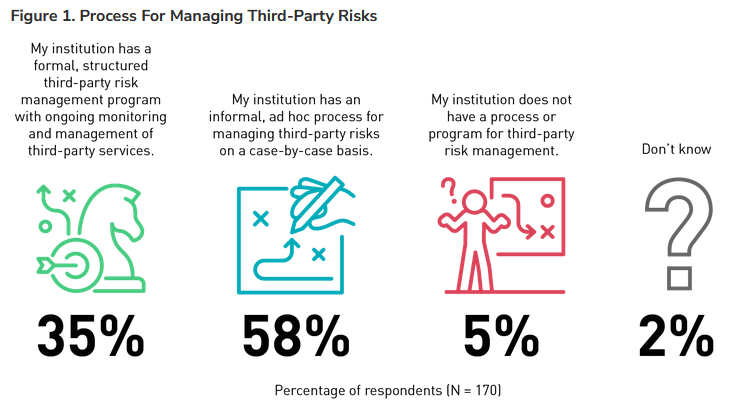 Figure 1. Process For Managing Third-Party Risks
My institution has a
formal, structured
third-party risk
management program
with ongoing monitoring
and management of
third-party services.
35%
My institution has an
informal, ad hoc process for
managing third-party risks
on a case-by-case basis.
58%
My institution does not
have a process or
program for third-party
risk management.
?
5%
Don't know
?
2%
Percentage of respondents (N = 170)